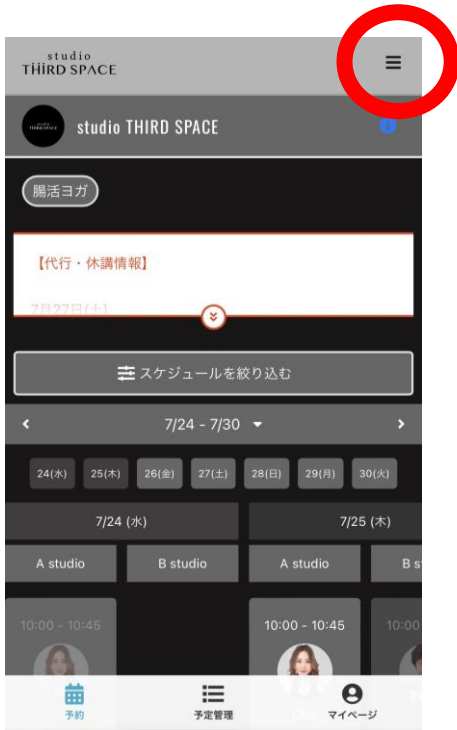 studio
THIRD SPACE
studio THIRD SPACE
腸活ヨガ
【代行・休講情報】
7月27日(土)
スケジュールを絞り込む
7/24 - 7/30
24(水) 25(木) 26(金) 27(土) 28(日) 29(月) 30(火)
7/24 (水) 7/25 (木)
A studio B studio A studio B s
10:00 - 10:45 10:00 - 10:45 10:00
予約 予定管理 マイページ